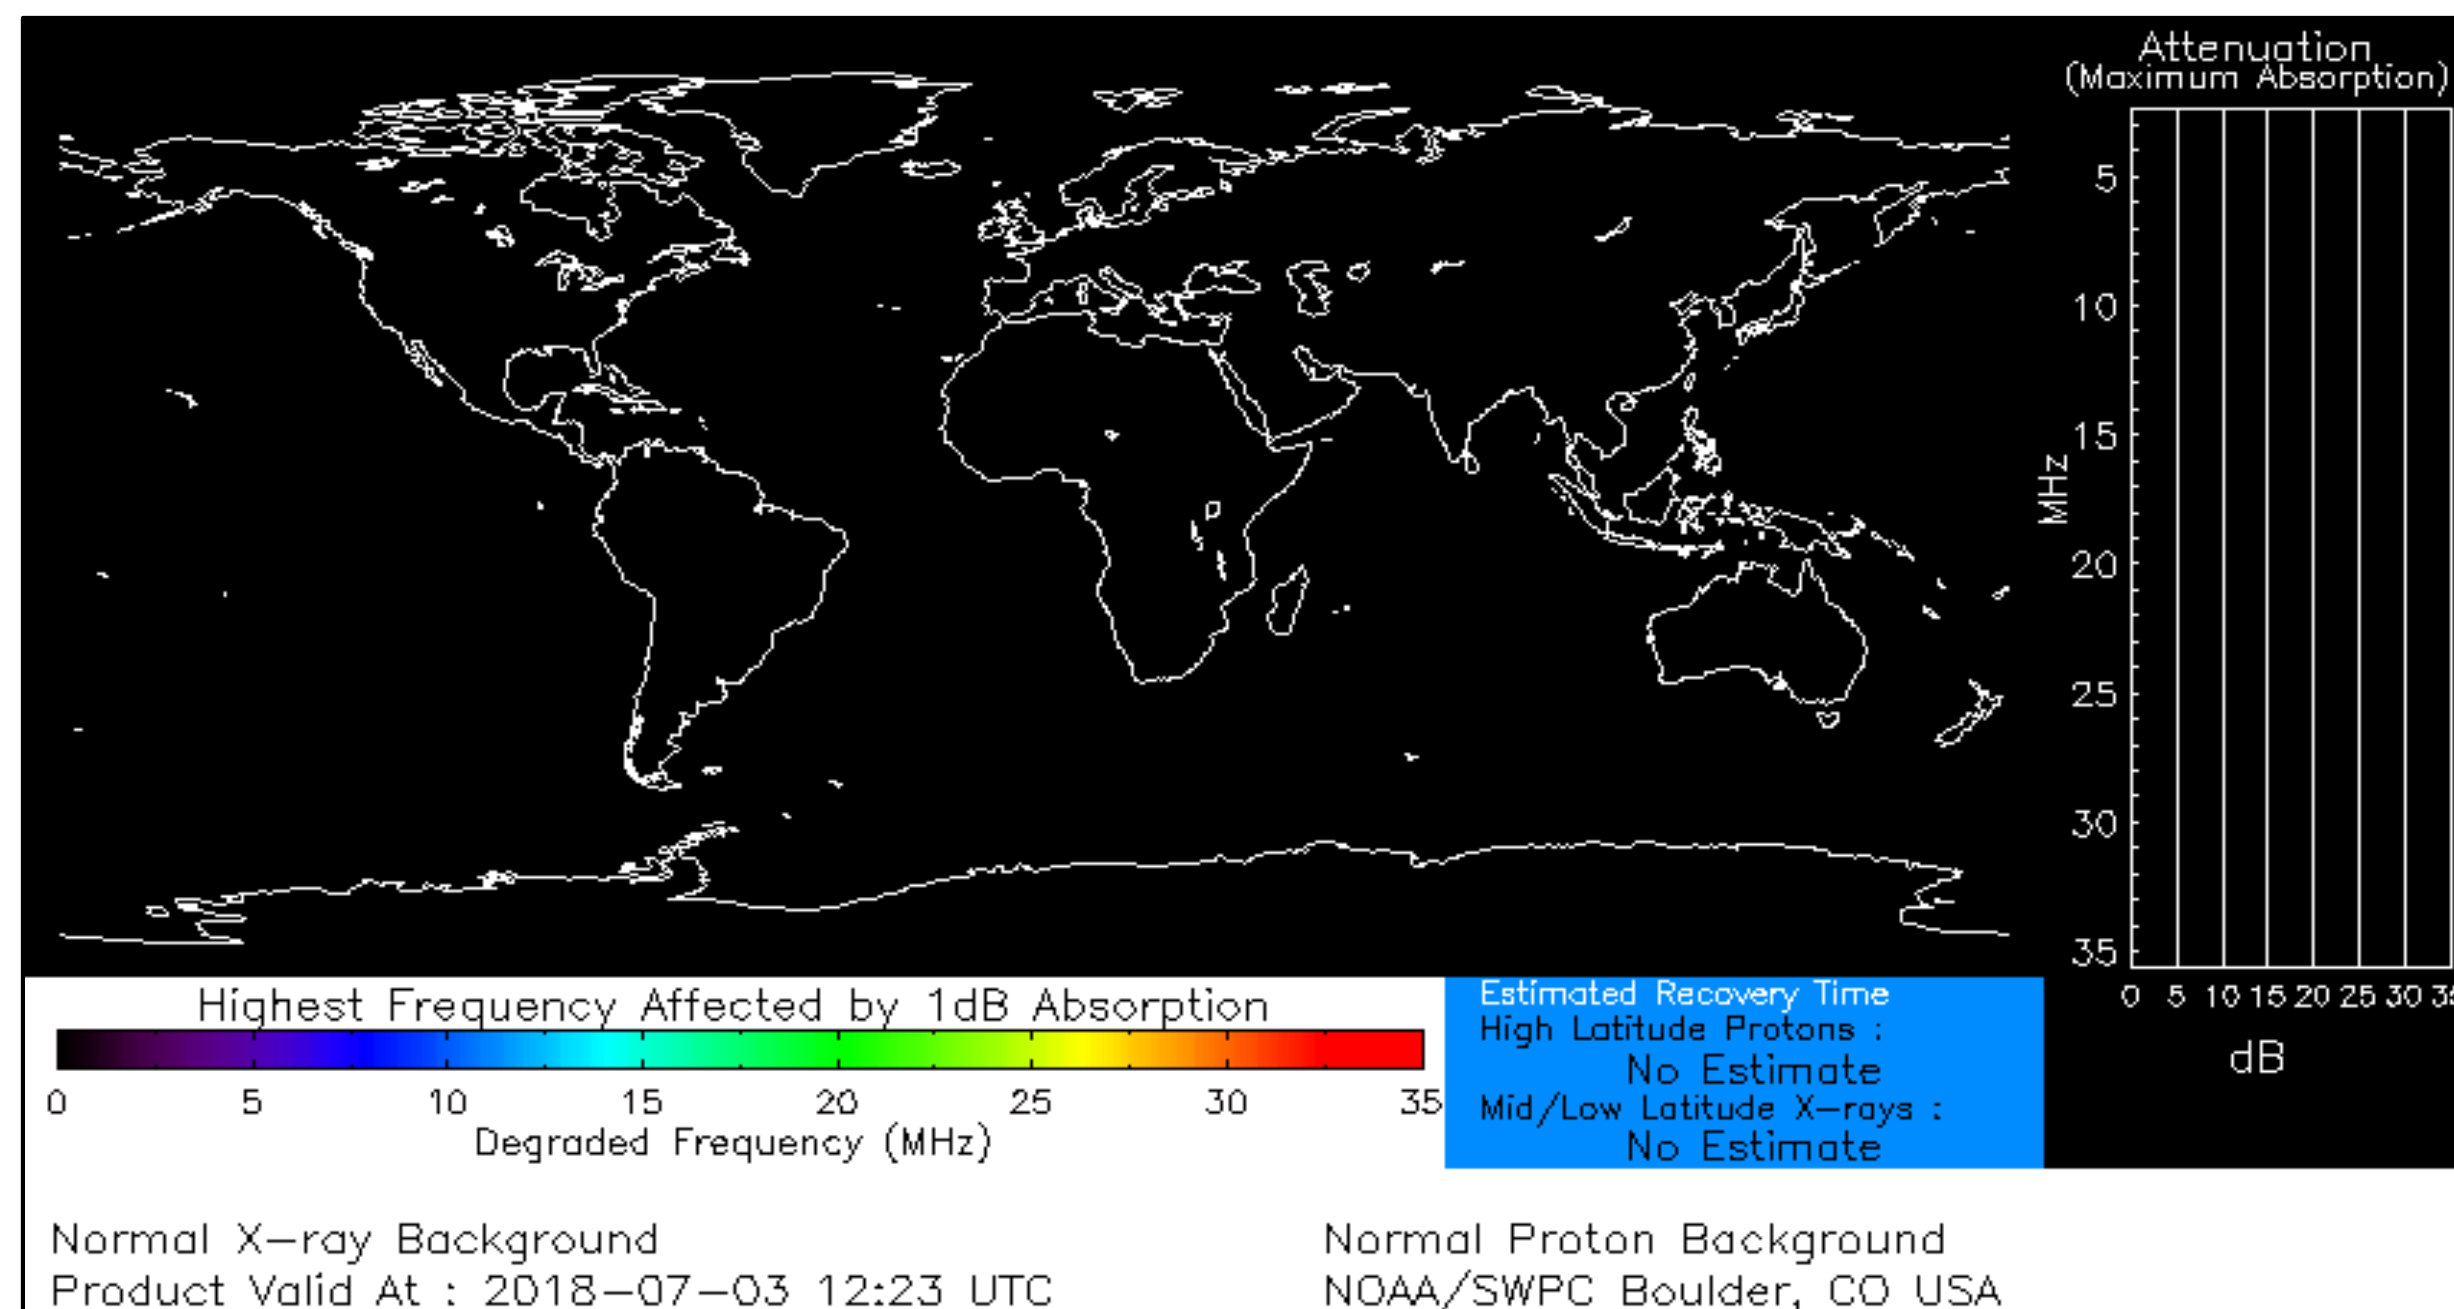 Attenuation
(Maximum Absorption)
5
10
15
20
25
30
35
MHz
0 5 10 15 20 25 30
dB
Highest Frequency Affected by 1dB Absorption
0 5 10 15 20 25 30 35
Degraded Frequency (MHz)
Estimated Recovery Time
High Latitude Protons :
No Estimate
Mid/Low Latitude X-rays :
No Estimate
Normal X-ray Background
Normal Proton Background
Product Valid At : 2018-07-03 12:23 UTC
NOAA/SWPC Boulder, CO USA